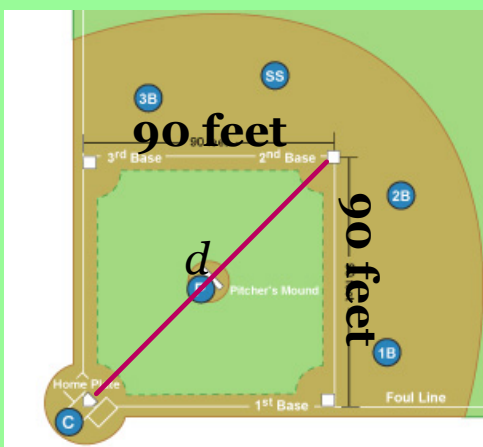 SS
3B
90 feet
3rd Base
2nd Base
2B
90 feet
d
Pitcher's Mound
1B
Home Plate
Foul Line
1st Base
C